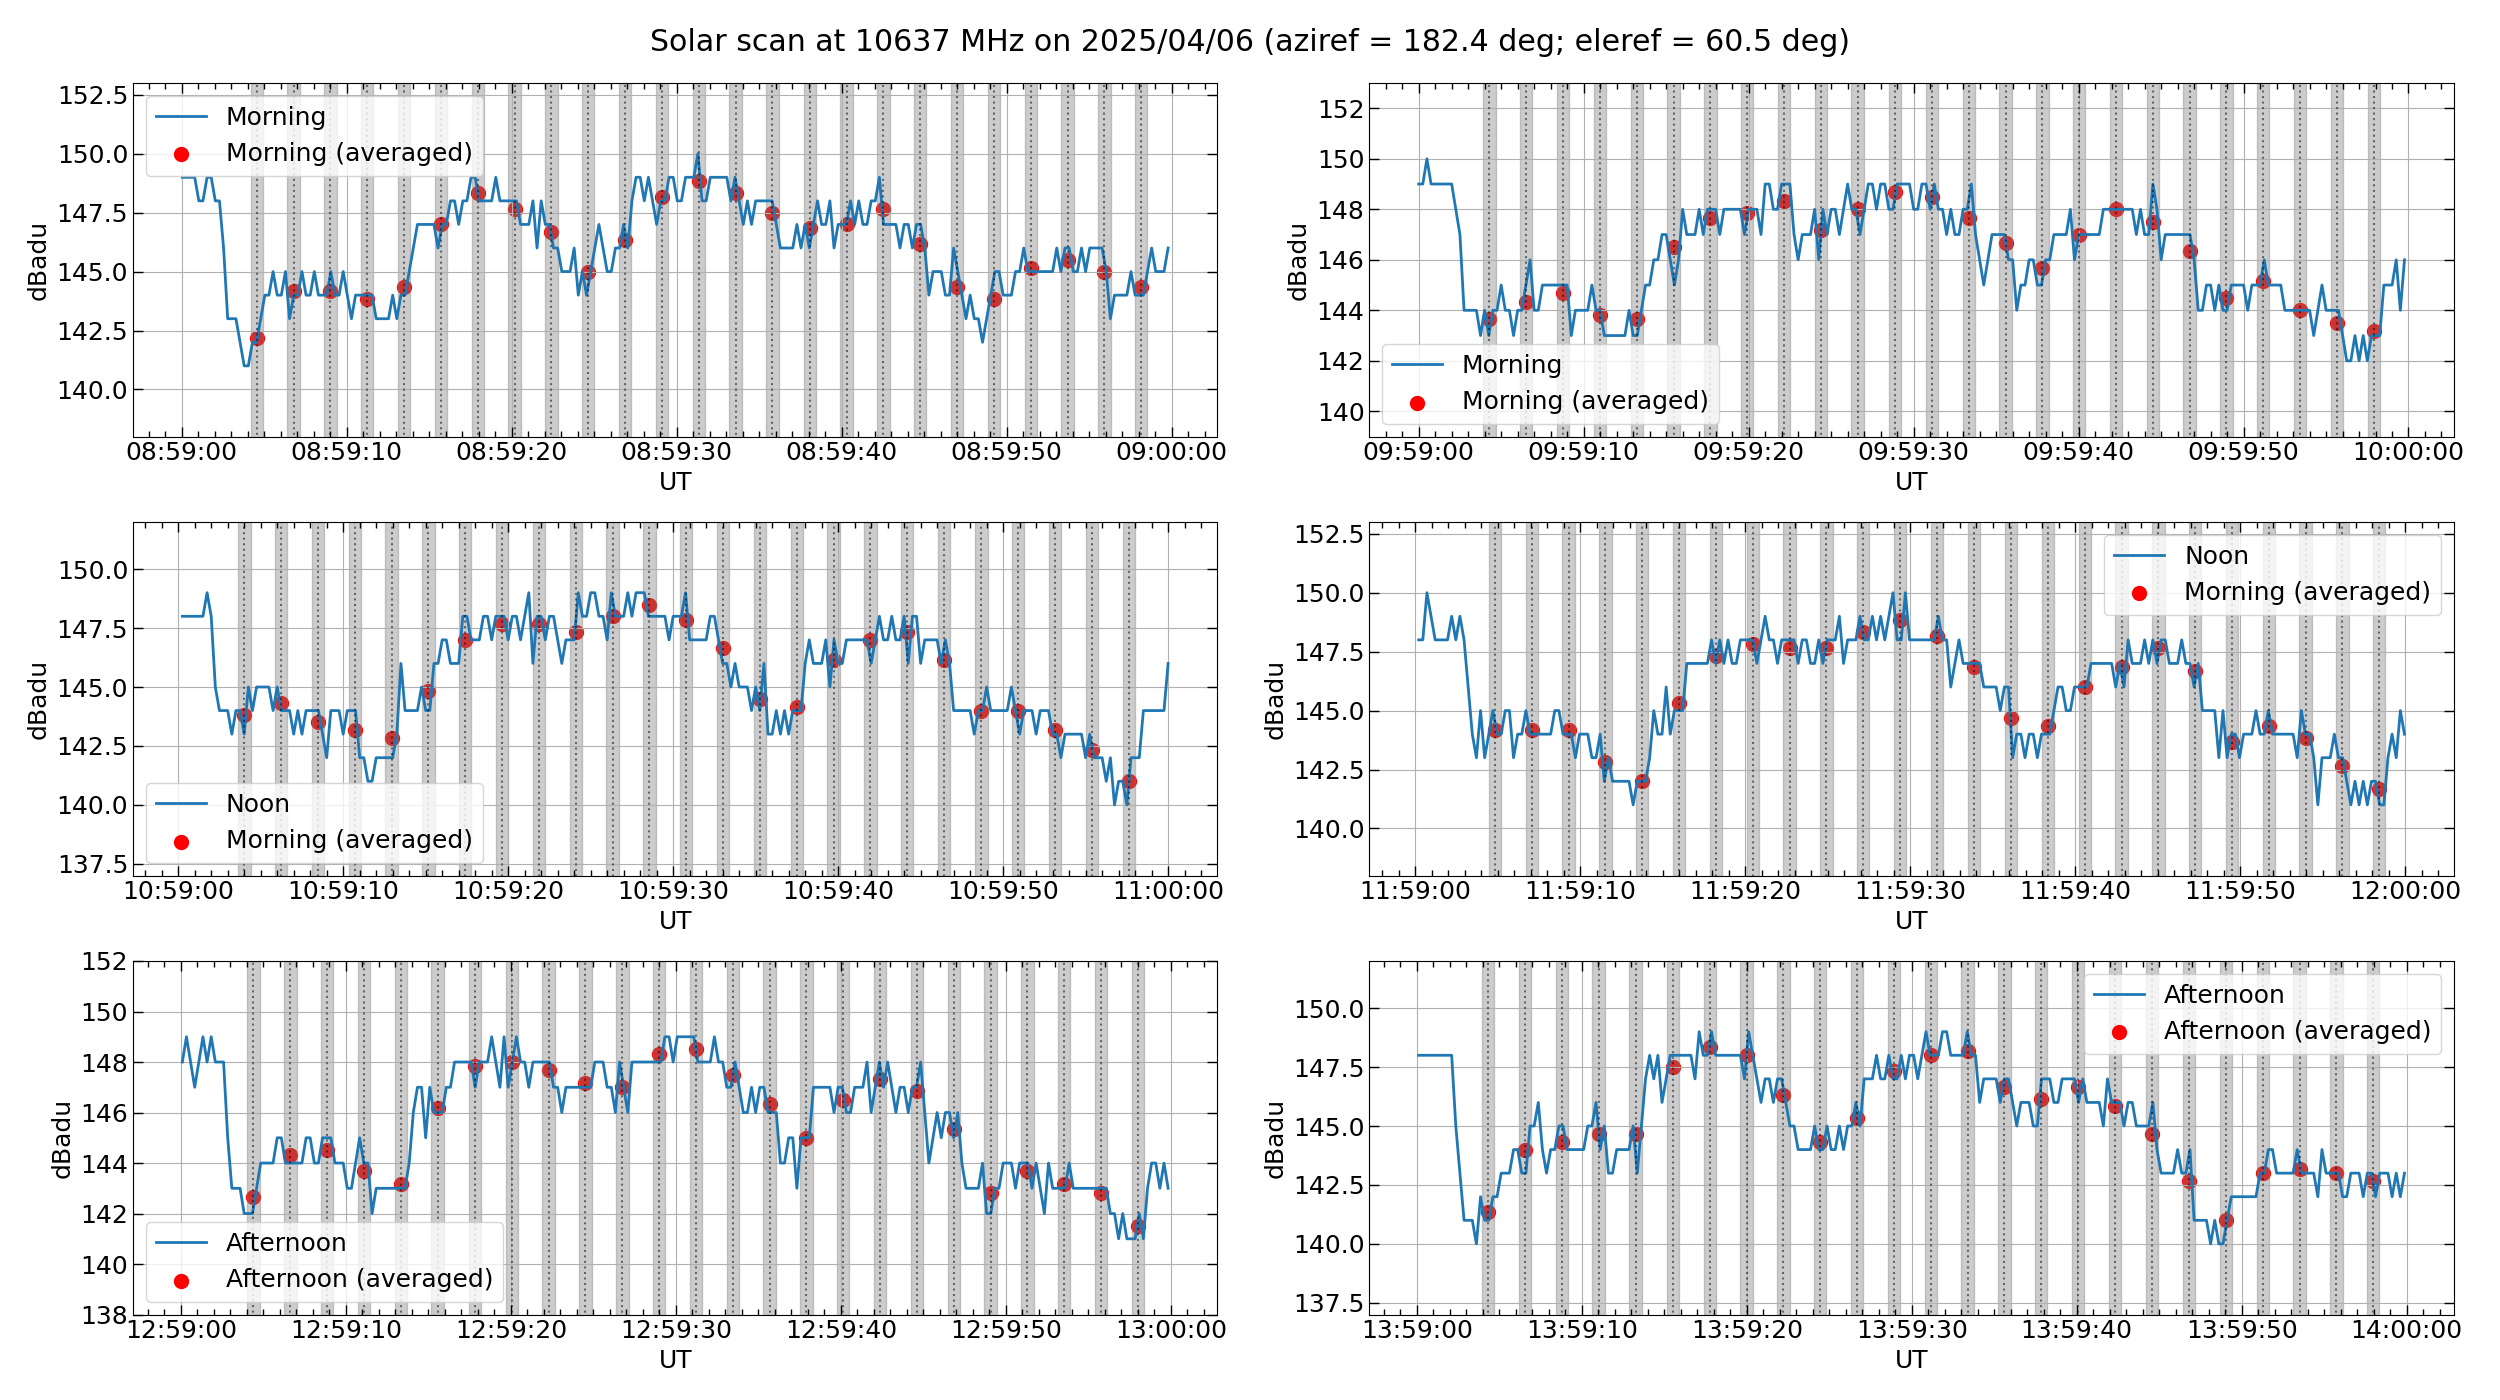 Solar scan at 10637 MHz on 2025/04/06 (aziref = 182.4 deg; eleref = 60.5 deg)
152.5
150.0
147.5
145.0
142.5
140.0
dBadu
Morning
Morning (averaged)
08:59:00 08:59:10 08:59:20 08:59:30 08:59:40 08:59:50 09:00:00
UT
152
150
148
146
144
142
140
dBadu
Morning
Morning (averaged)
09:59:00 09:59:10 09:59:20 09:59:30 09:59:40 09:59:50 10:00:00
UT
150.0
147.5
145.0
142.5
140.0
137.5
dBadu
Noon
Morning (averaged)
10:59:00 10:59:10 10:59:20 10:59:30 10:59:40 10:59:50 11:00:00
UT
152.5
150.0
147.5
145.0
142.5
140.0
dBadu
Noon
Morning (averaged)
11:59:00 11:59:10 11:59:20 11:59:30 11:59:40 11:59:50 12:00:00
UT
152
150
148
146
144
142
140
138
dBadu
Afternoon
Afternoon (averaged)
12:59:00 12:59:10 12:59:20 12:59:30 12:59:40 12:59:50 13:00:00
UT
150.0
147.5
145.0
142.5
140.0
137.5
dBadu
Afternoon
Afternoon (averaged)
13:59:00 13:59:10 13:59:20 13:59:30 13:59:40 13:59:50 14:00:00
UT